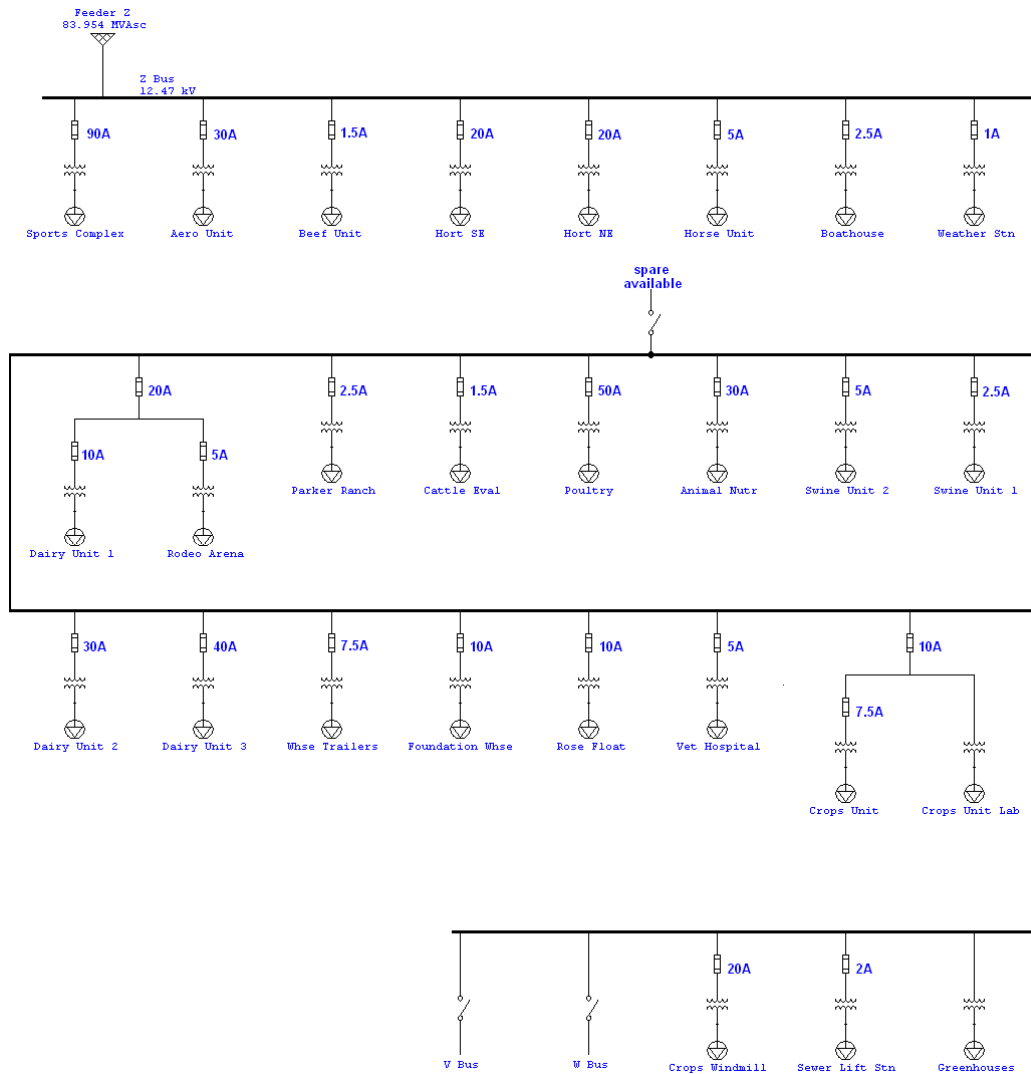 Feeder Z
83.954 MVAsc
Z Bus
12.47 kV
90A
30A
1.5A
20A
20A
5A
2.5A
1A
Sports Complex
Aero Unit
Beef Unit
Hort SE
Hort NE
Horse Unit
Boathouse
Weather Stn
spare
available
20A
2.5A
1.5A
50A
30A
5A
2.5A
10A
5A
Parker Ranch
Cattle Eval
Poultry
Animal Nutr
Swine Unit 2
Swine Unit 1
Dairy Unit 1
Rodeo Arena
30A
40A
7.5A
10A
10A
5A
10A
7.5A
Dairy Unit 2
Dairy Unit 3
Whse Trailers
Foundation Whse
Rose Float
Vet Hospital
Crops Unit
Crops Unit Lab
20A
2A
V Bus
W Bus
Crops Windmill
Sewer Lift Stn
Greenhouses